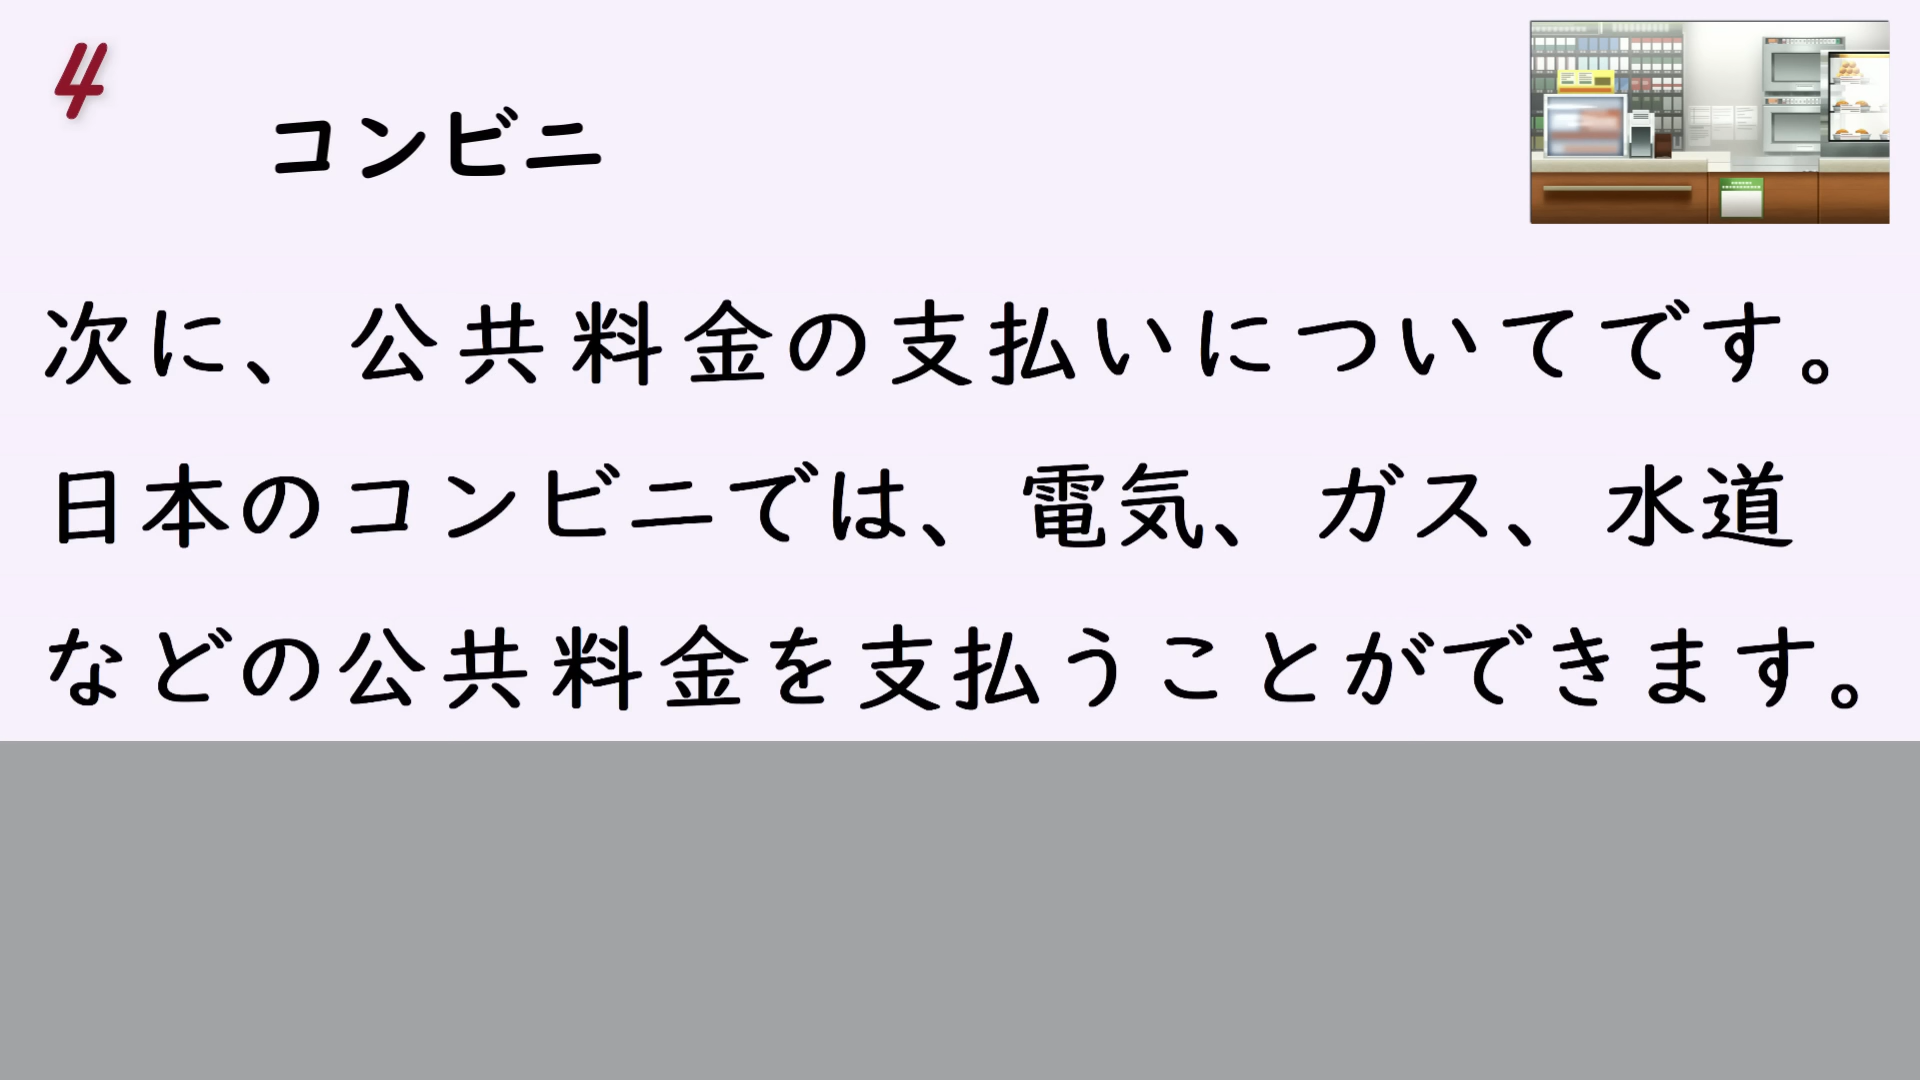 4
コンビニ
次に、公共料金の支払いについてです。
日本のコンビニでは、電気、ガス、水道
などの公共料金を支払うことができます。